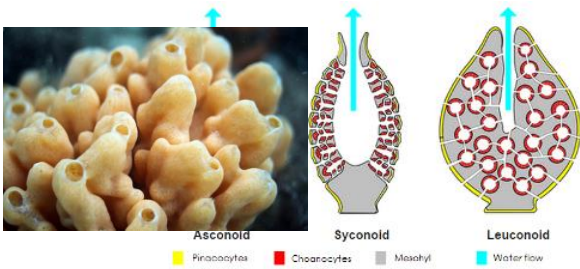 Asconoid Syconoid Leuconoid
Pinacocytes Choanocytes Mesohyl Water flow